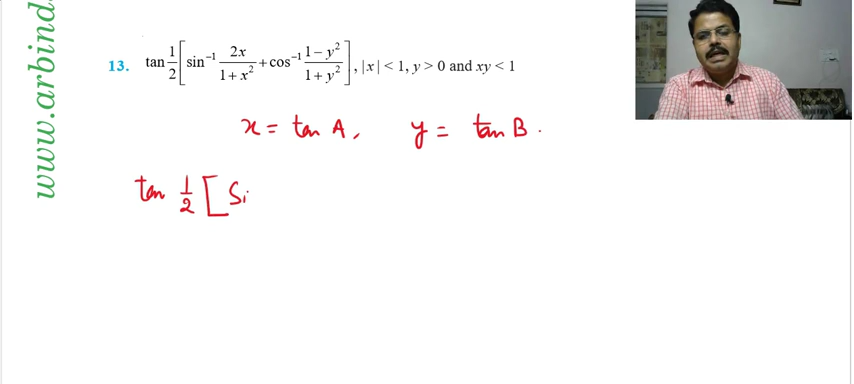 www.arbind
13. tan 1/2 [ sin⁻¹ 2x/(1+x²) + cos⁻¹ (1−y²)/(1+y²) ], |x| < 1, y > 0 and xy < 1
x = tan A, y = tan B.
tan 1/2 [ Si